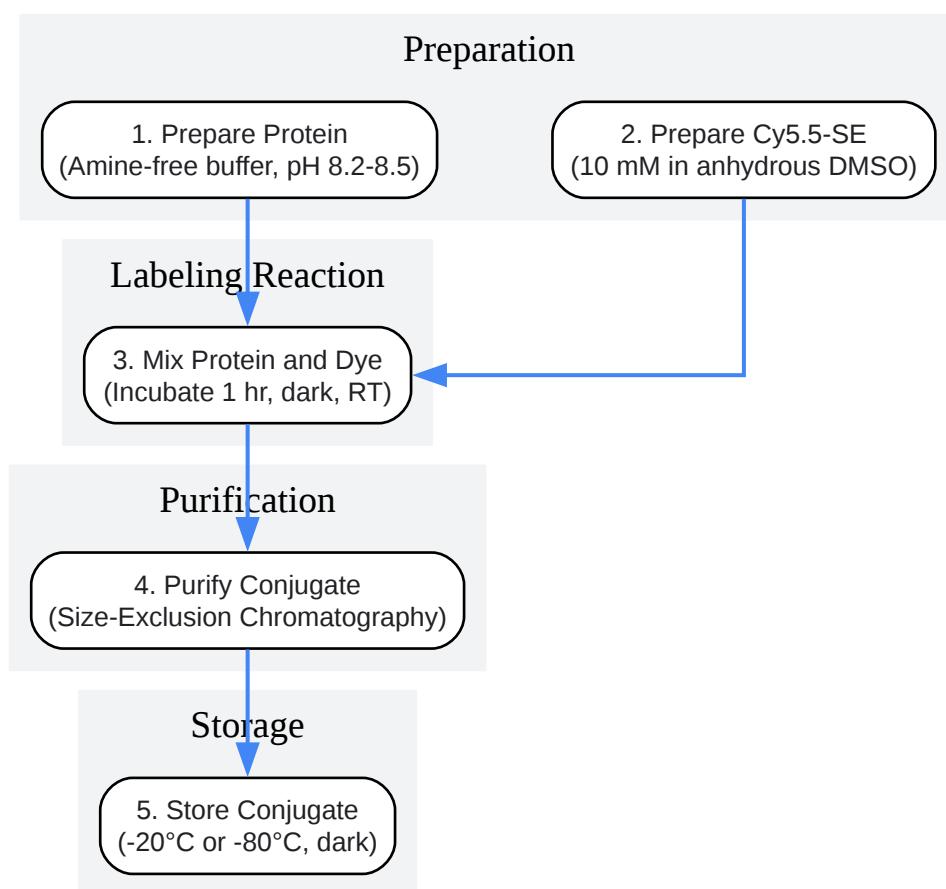 Preparation
1. Prepare Protein
(Amine-free buffer, pH 8.2-8.5)
2. Prepare Cy5.5-SE
(10 mM in anhydrous DMSO)
Labeling Reaction
3. Mix Protein and Dye
(Incubate 1 hr, dark, RT)
Purification
4. Purify Conjugate
(Size-Exclusion Chromatography)
Storage
5. Store Conjugate
(-20°C or -80°C, dark)